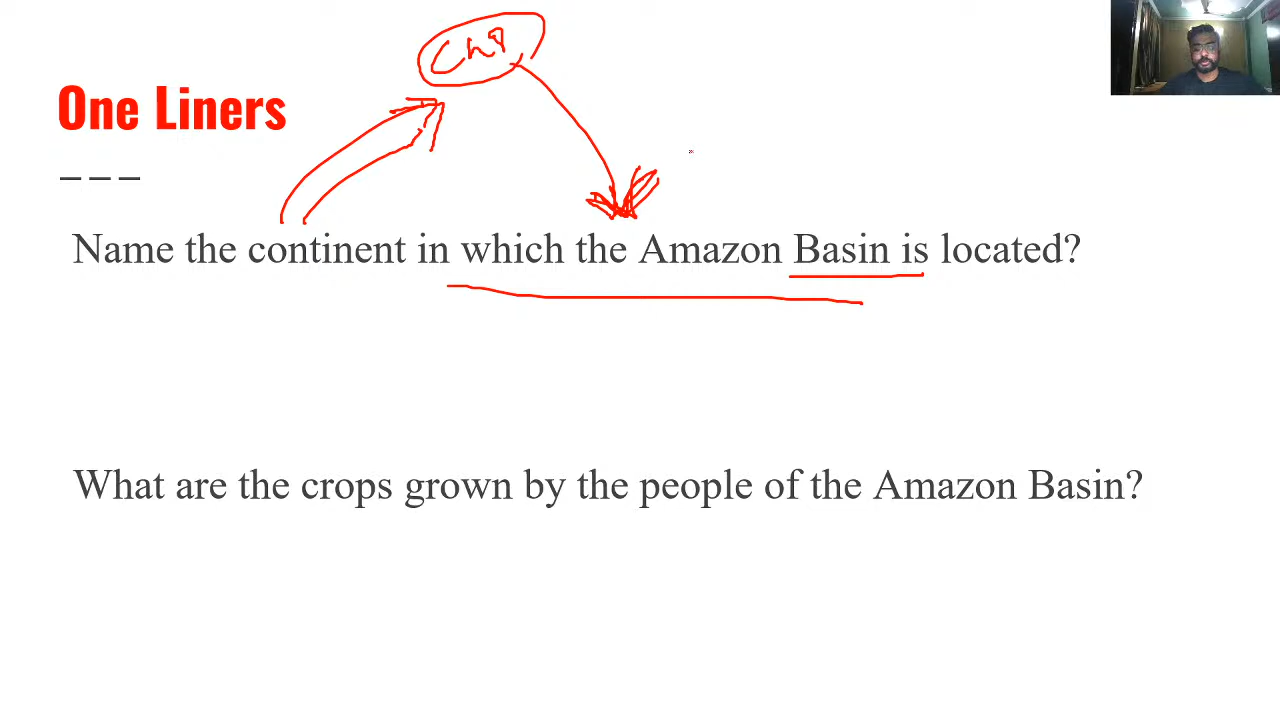 Ch8
One Liners
Name the continent in which the Amazon Basin is located?
What are the crops grown by the people of the Amazon Basin?